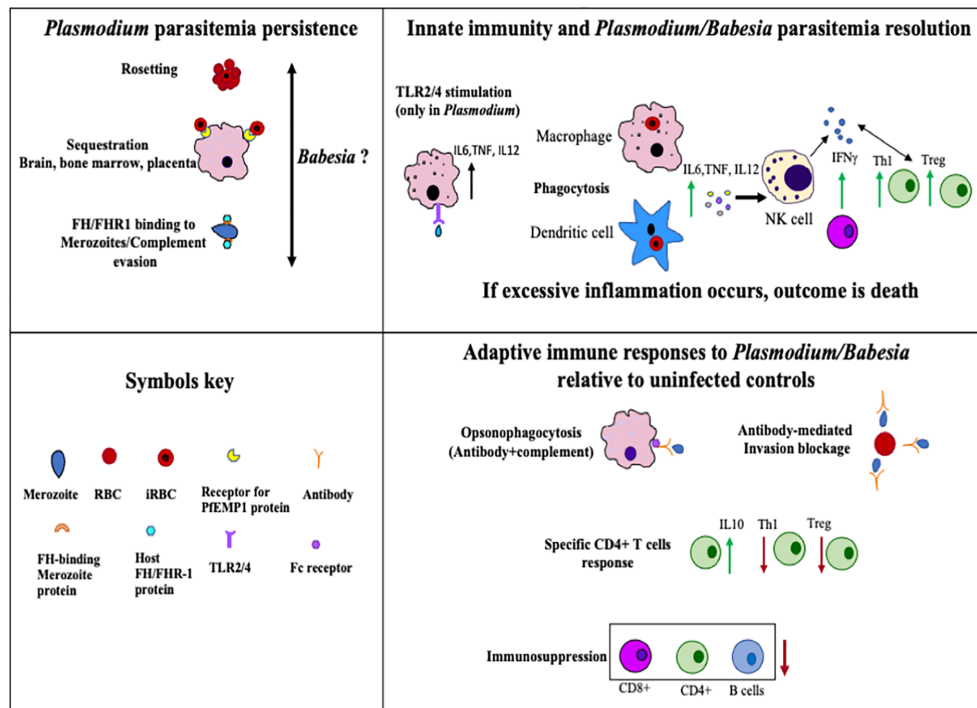 Plasmodium parasitemia persistence
Rosetting
Sequestration
Brain, bone marrow, placenta
Babesia ?
FH/FHR1 binding to
Merozoites/Complement
evasion
Innate immunity and Plasmodium/Babesia parasitemia resolution
TLR2/4 stimulation
(only in Plasmodium)
IL6,TNF, IL12
Macrophage
Phagocytosis
Dendritic cell
IL6,TNF, IL12
NK cell
IFNγ
Th1
Treg
If excessive inflammation occurs, outcome is death
Symbols key
Merozoite
RBC
iRBC
Receptor for
PfEMP1 protein
Antibody
FH-binding
Merozoite
protein
Host
FH/FHR-1
protein
TLR2/4
Fc receptor
Adaptive immune responses to Plasmodium/Babesia
relative to uninfected controls
Opsonophagocytosis
(Antibody+complement)
Antibody-mediated
Invasion blockage
Specific CD4+ T cells
response
IL10
Th1
Treg
Immunosuppression
CD8+
CD4+
B cells